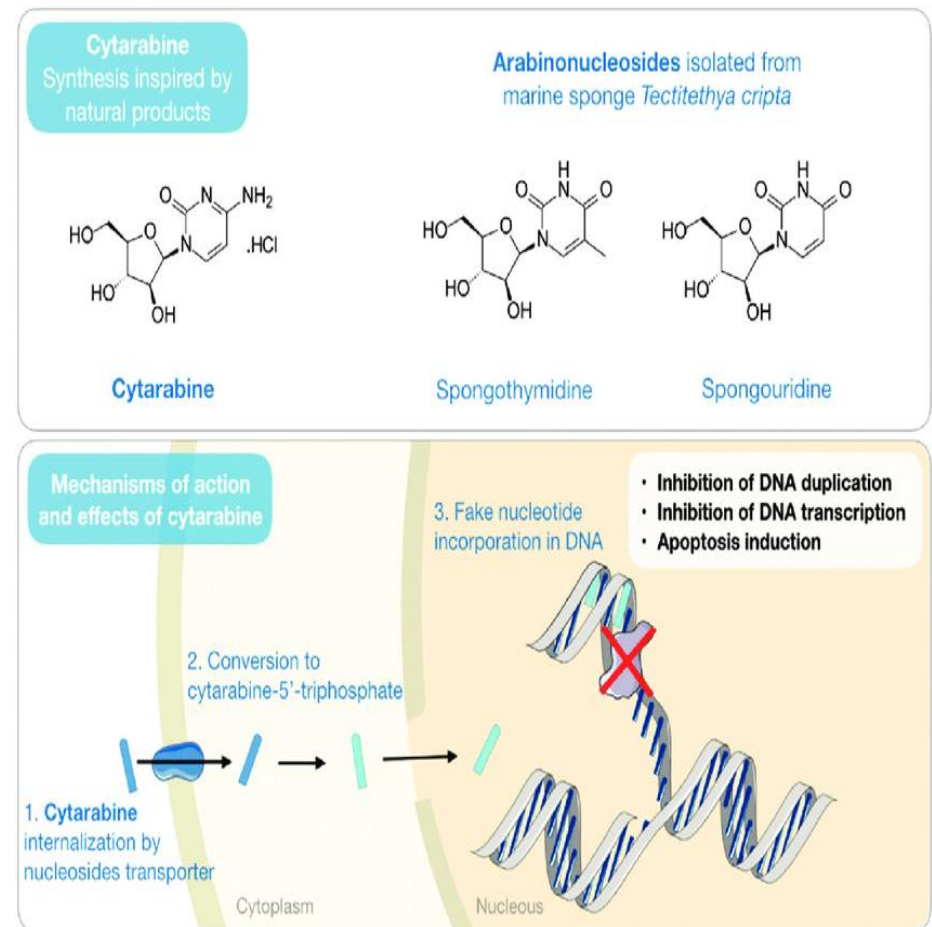 Cytarabine
Synthesis inspired by
natural products
Arabinonucleosides isolated from
marine sponge Tectitethya cripta
HO
O
HO
OH
N
O
N
NH2
.HCl
Cytarabine
HO
O
HO
OH
N
O
H
N
O
Spongothymidine
HO
O
HO
OH
N
O
H
N
O
Spongouridine
Mechanisms of action
and effects of cytarabine
1. Cytarabine
internalization by
nucleosides transporter
2. Conversion to
cytarabine-5'-triphosphate
3. Fake nucleotide
incorporation in DNA
• Inhibition of DNA duplication
• Inhibition of DNA transcription
• Apoptosis induction
Cytoplasm
Nucleous